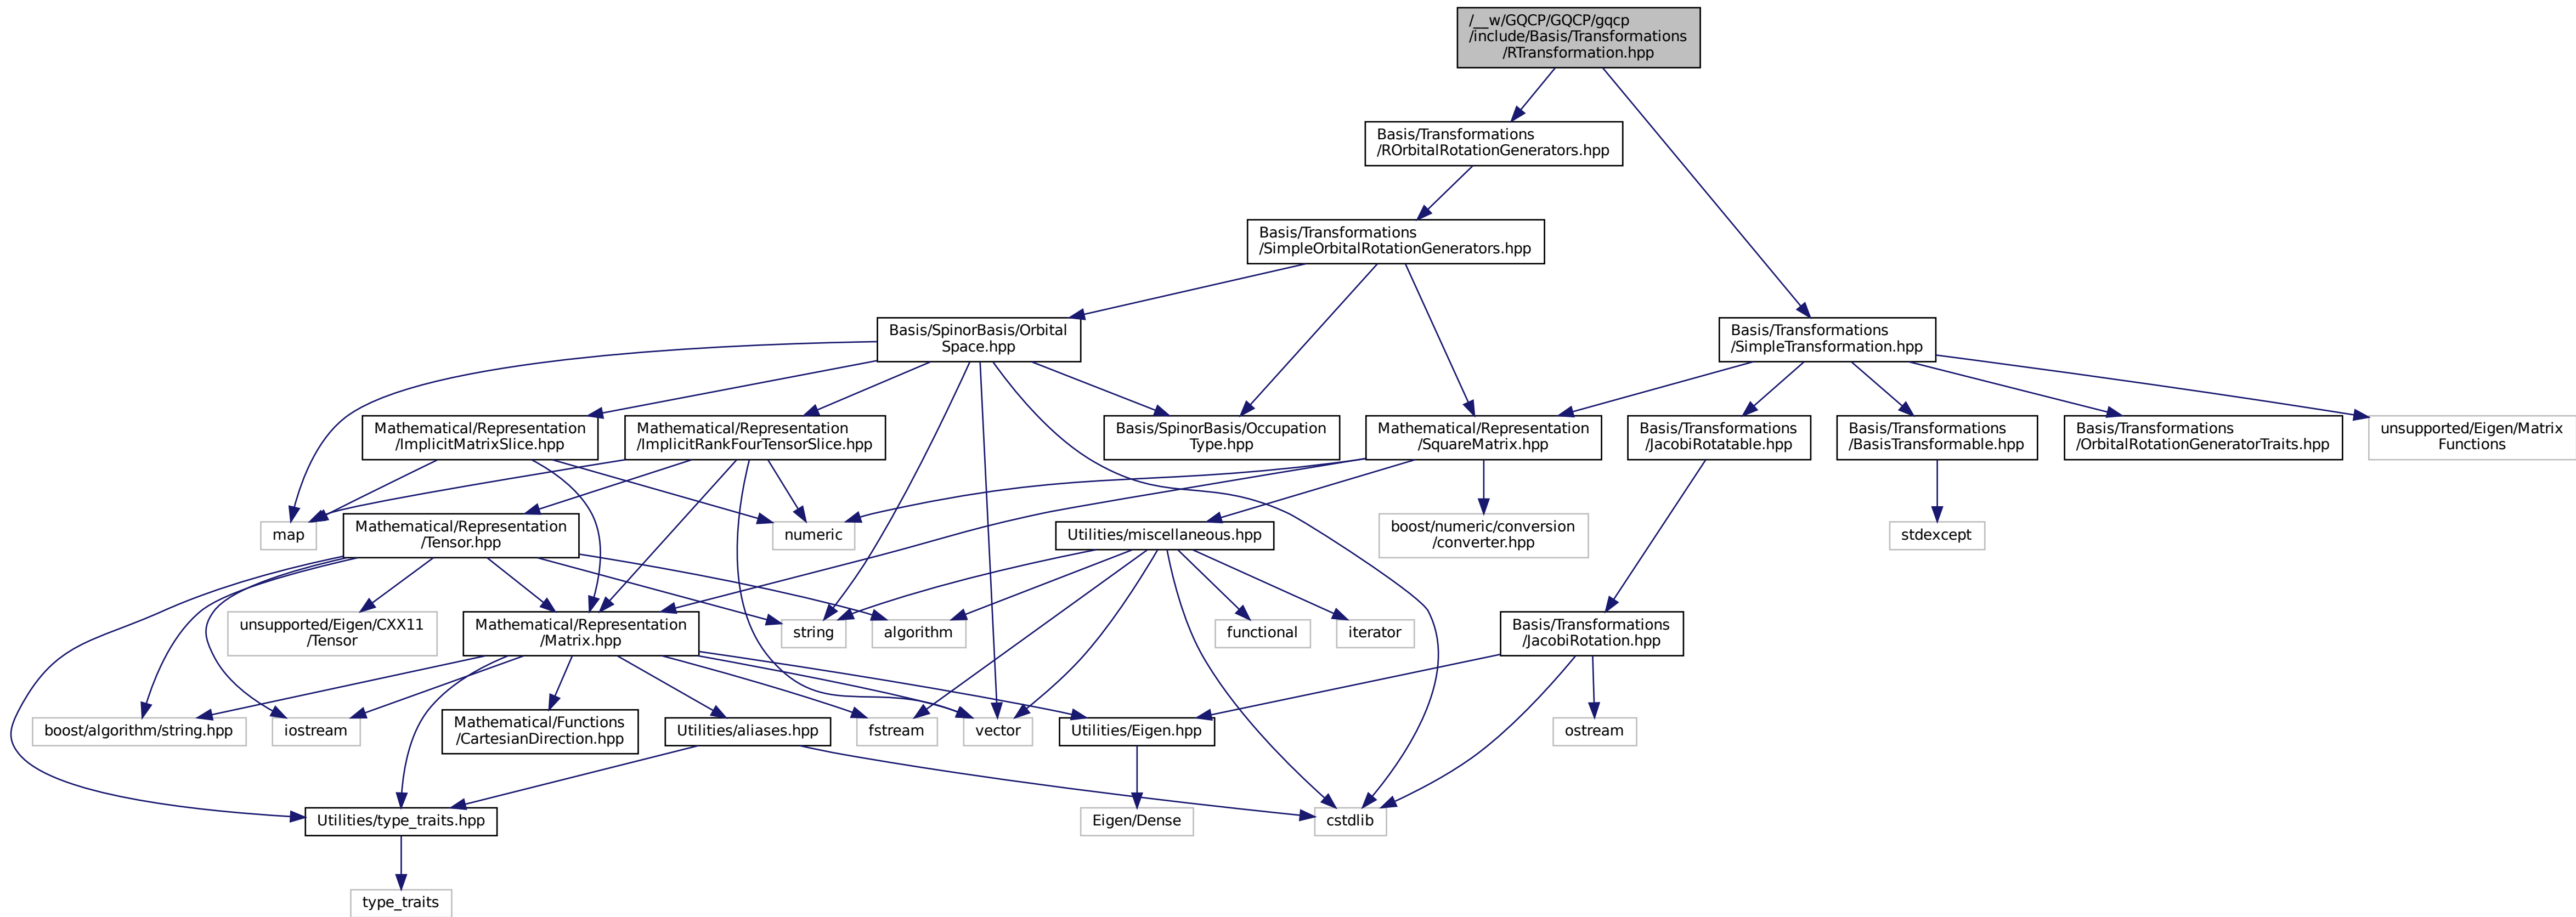 /__w/GQCP/GQCP/gqcp
/include/Basis/Transformations
/RTransformation.hpp
Basis/Transformations
/ROrbitalRotationGenerators.hpp
Basis/Transformations
/SimpleOrbitalRotationGenerators.hpp
Basis/SpinorBasis/Orbital
Space.hpp
Basis/Transformations
/SimpleTransformation.hpp
Mathematical/Representation
/ImplicitMatrixSlice.hpp
Mathematical/Representation
/ImplicitRankFourTensorSlice.hpp
Basis/SpinorBasis/Occupation
Type.hpp
Mathematical/Representation
/SquareMatrix.hpp
Basis/Transformations
/JacobiRotatable.hpp
Basis/Transformations
/BasisTransformable.hpp
Basis/Transformations
/OrbitalRotationGeneratorTraits.hpp
unsupported/Eigen/Matrix
Functions
map
Mathematical/Representation
/Tensor.hpp
numeric
Utilities/miscellaneous.hpp
boost/numeric/conversion
/converter.hpp
stdexcept
unsupported/Eigen/CXX11
/Tensor
Mathematical/Representation
/Matrix.hpp
string
algorithm
functional
iterator
Basis/Transformations
/JacobiRotation.hpp
boost/algorithm/string.hpp
iostream
Mathematical/Functions
/CartesianDirection.hpp
Utilities/aliases.hpp
fstream
vector
Utilities/Eigen.hpp
ostream
Utilities/type_traits.hpp
Eigen/Dense
cstdlib
type_traits